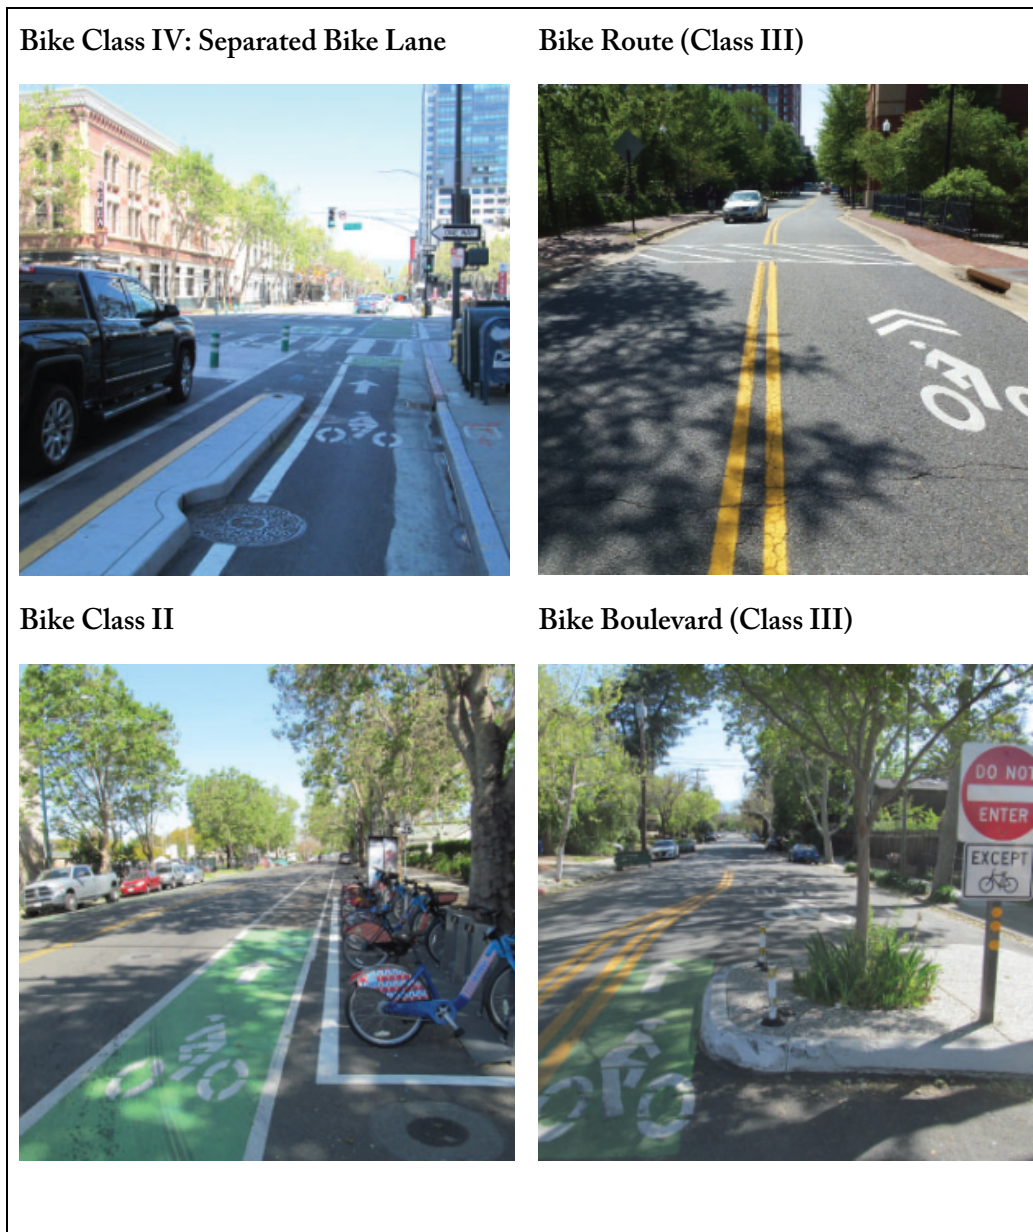 Bike Class IV: Separated Bike Lane
Bike Route (Class III)
ONE WAY
Bike Class II
Bike Boulevard (Class III)
DO NOT
ENTER
EXCEPT